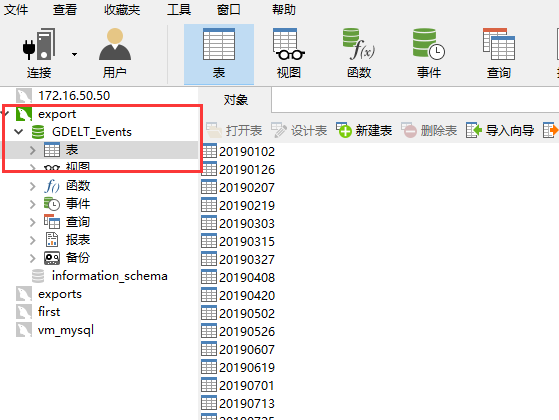 文件 查看 收藏夹 工具 窗口 帮助
连接 用户 表 视图 函数 事件 查询
172.16.50.50
export
GDELT_Events
表
视图
函数
事件
查询
报表
备份
information_schema
exports
first
vm_mysql
对象
打开表 设计表 新建表 删除表 导入向导
20190102
20190126
20190207
20190219
20190303
20190315
20190327
20190408
20190420
20190502
20190526
20190607
20190619
20190701
20190713